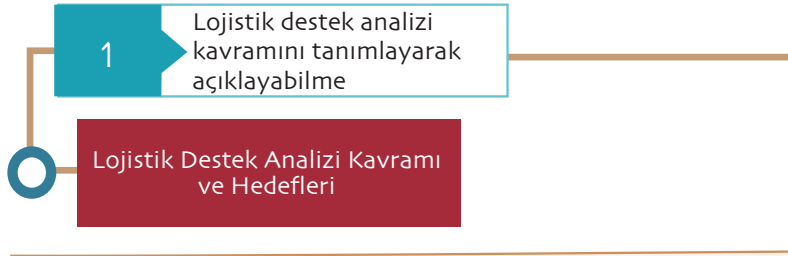 1
Lojistik destek analizi
kavramını tanımlayarak
açıklayabilme
Lojistik Destek Analizi Kavramı
ve Hedefleri